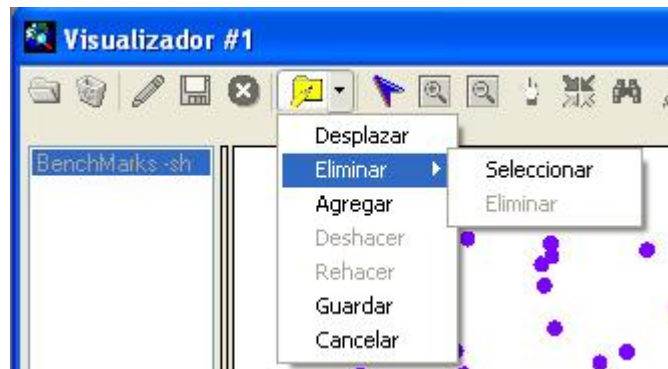 Visualizador #1
BenchMarks -sh
Desplazar
Eliminar
Seleccionar
Eliminar
Agregar
Deshacer
Rehacer
Guardar
Cancelar